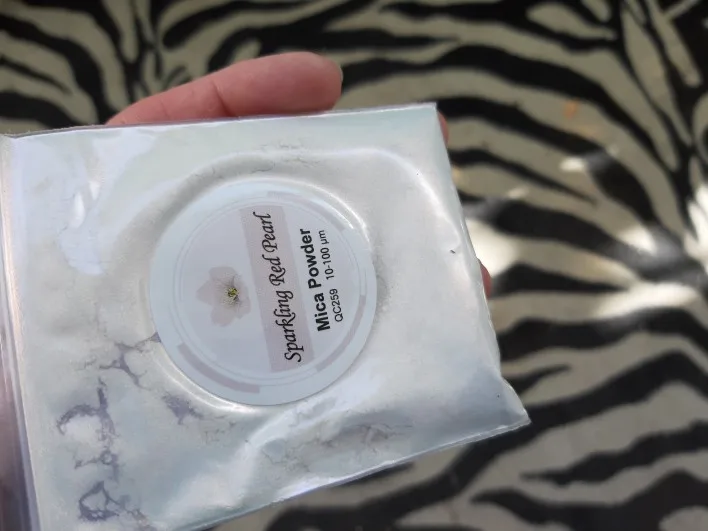 Sparkling Red Pearl
Mica Powder
QC259 10-100 µm